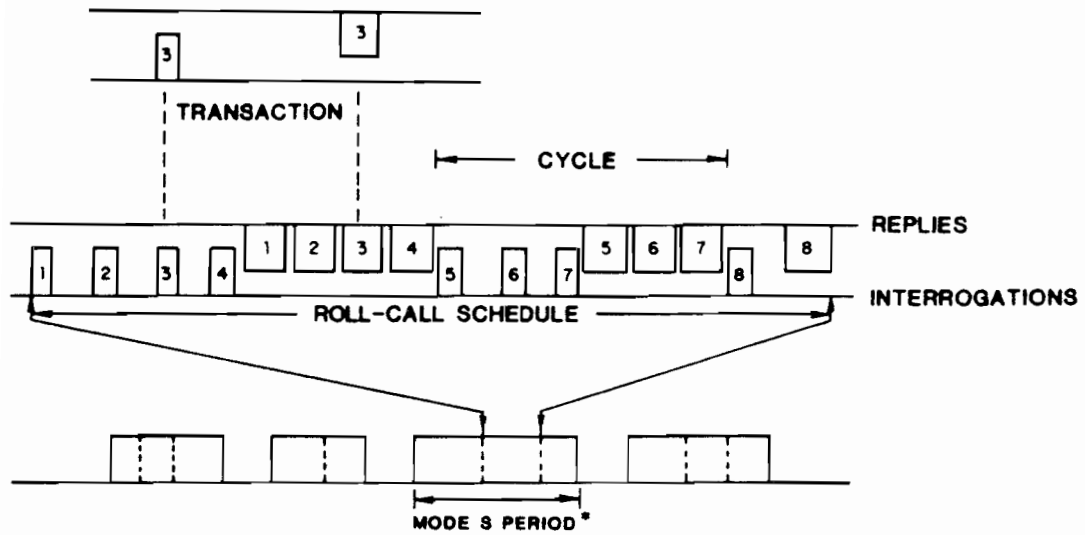 3
3
TRANSACTION
CYCLE
REPLIES
1 2 3 4 5 6 7 8
1 2 3 4 5 6 7 8
INTERROGATIONS
ROLL-CALL SCHEDULE
MODE S PERIOD*